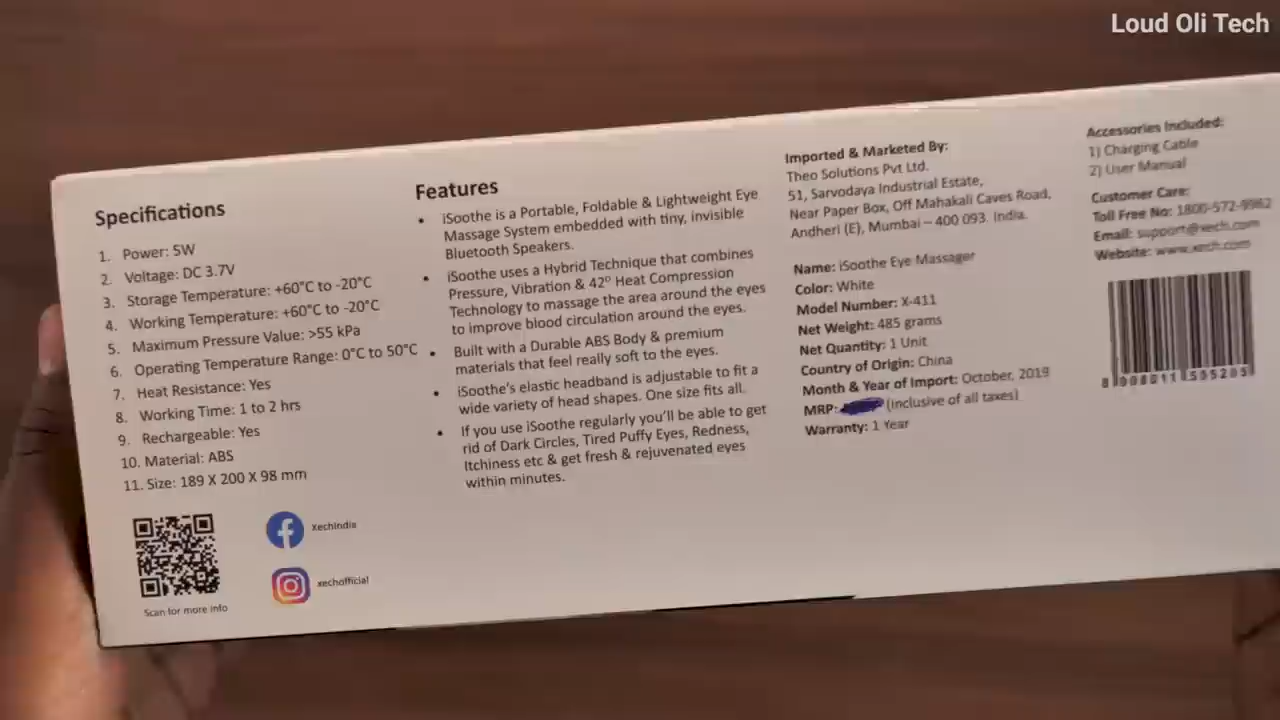 Loud Oli Tech
Specifications
1. Power: 5W
2. Voltage: DC 3.7V
3. Storage Temperature: +60°C to -20°C
4. Working Temperature: +60°C to -20°C
5. Maximum Pressure Value: >55 kPa
6. Operating Temperature Range: 0°C to 50°C
7. Heat Resistance: Yes
8. Working Time: 1 to 2 hrs
9. Rechargeable: Yes
10. Material: ABS
11. Size: 189 X 200 X 98 mm
Scan for more info
xechindia
xechofficial
Features
• iSoothe is a Portable, Foldable & Lightweight Eye
Massage System embedded with tiny, invisible
Bluetooth Speakers.
• iSoothe uses a Hybrid Technique that combines
Pressure, Vibration & 42º Heat Compression
Technology to massage the area around the eyes
to improve blood circulation around the eyes.
• Built with a Durable ABS Body & premium
materials that feel really soft to the eyes.
• iSoothe's elastic headband is adjustable to fit a
wide variety of head shapes. One size fits all.
• If you use iSoothe regularly you'll be able to get
rid of Dark Circles, Tired Puffy Eyes, Redness,
Itchiness etc & get fresh & rejuvenated eyes
within minutes.
Imported & Marketed By:
Theo Solutions Pvt Ltd.
51, Sarvodaya Industrial Estate,
Near Paper Box, Off Mahakali Caves Road,
Andheri (E), Mumbai – 400 093. India.
Name: iSoothe Eye Massager
Color: White
Model Number: X-411
Net Weight: 485 grams
Net Quantity: 1 Unit
Country of Origin: China
Month & Year of Import: October, 2019
MRP: (inclusive of all taxes)
Warranty: 1 Year
Accessories Included:
1) Charging Cable
2) User Manual
Customer Care:
Toll Free No: 1800-572-9962
Email: support@xech.com
Website: www.xech.com